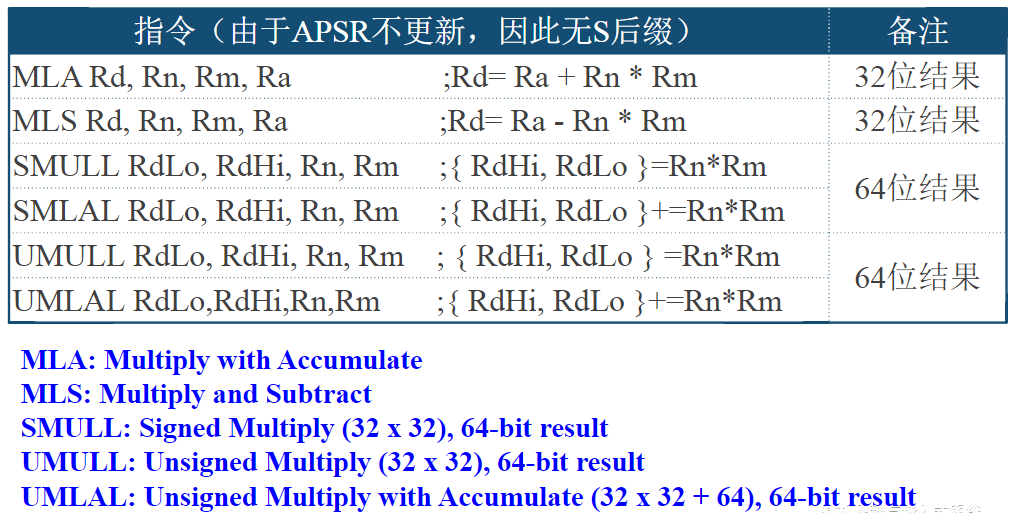 指令（由于APSR不更新，因此无S后缀） 备注
MLA Rd, Rn, Rm, Ra ;Rd= Ra + Rn * Rm 32位结果
MLS Rd, Rn, Rm, Ra ;Rd= Ra - Rn * Rm 32位结果
SMULL RdLo, RdHi, Rn, Rm ;{ RdHi, RdLo }=Rn*Rm
64位结果
SMLAL RdLo, RdHi, Rn, Rm ;{ RdHi, RdLo }+=Rn*Rm
UMULL RdLo, RdHi, Rn, Rm ; { RdHi, RdLo } =Rn*Rm
64位结果
UMLAL RdLo,RdHi,Rn,Rm ;{ RdHi, RdLo }+=Rn*Rm
MLA: Multiply with Accumulate
MLS: Multiply and Subtract
SMULL: Signed Multiply (32 x 32), 64-bit result
UMULL: Unsigned Multiply (32 x 32), 64-bit result
UMLAL: Unsigned Multiply with Accumulate (32 x 32 + 64), 64-bit result